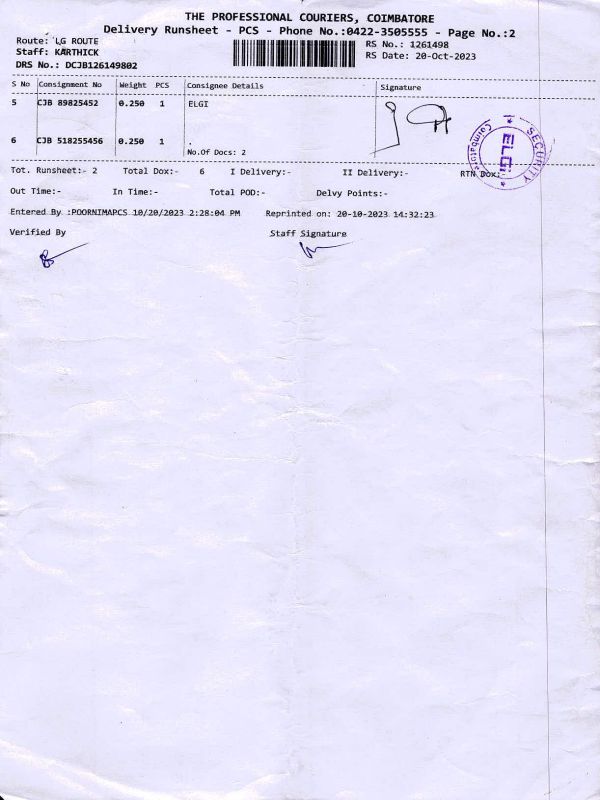 THE PROFESSIONAL COURIERS, COIMBATORE
Delivery Runsheet - PCS - Phone No.:0422-3505555 - Page No.:2
Route: LG ROUTE
RS No.: 1261498
Staff: KARTHICK
RS Date: 20-Oct-2023
DRS No.: DCJB126149802
S No Consignment No Weight PCS Consignee Details Signature
5 CJB 89825452 0.250 1 ELGI
6 CJB 518255456 0.250 1 .
No.Of Docs: 2
SECURITY
ELGi
Coimbatore
Tot. Runsheet:- 2 Total Dox:- 6 I Delivery:- II Delivery:- RTN Dox:-
Out Time:- In Time:- Total POD:- Delvy Points:-
Entered By :POORNIMAPCS 10/20/2023 2:28:04 PM Reprinted on: 20-10-2023 14:32:23
Verified By Staff Signature